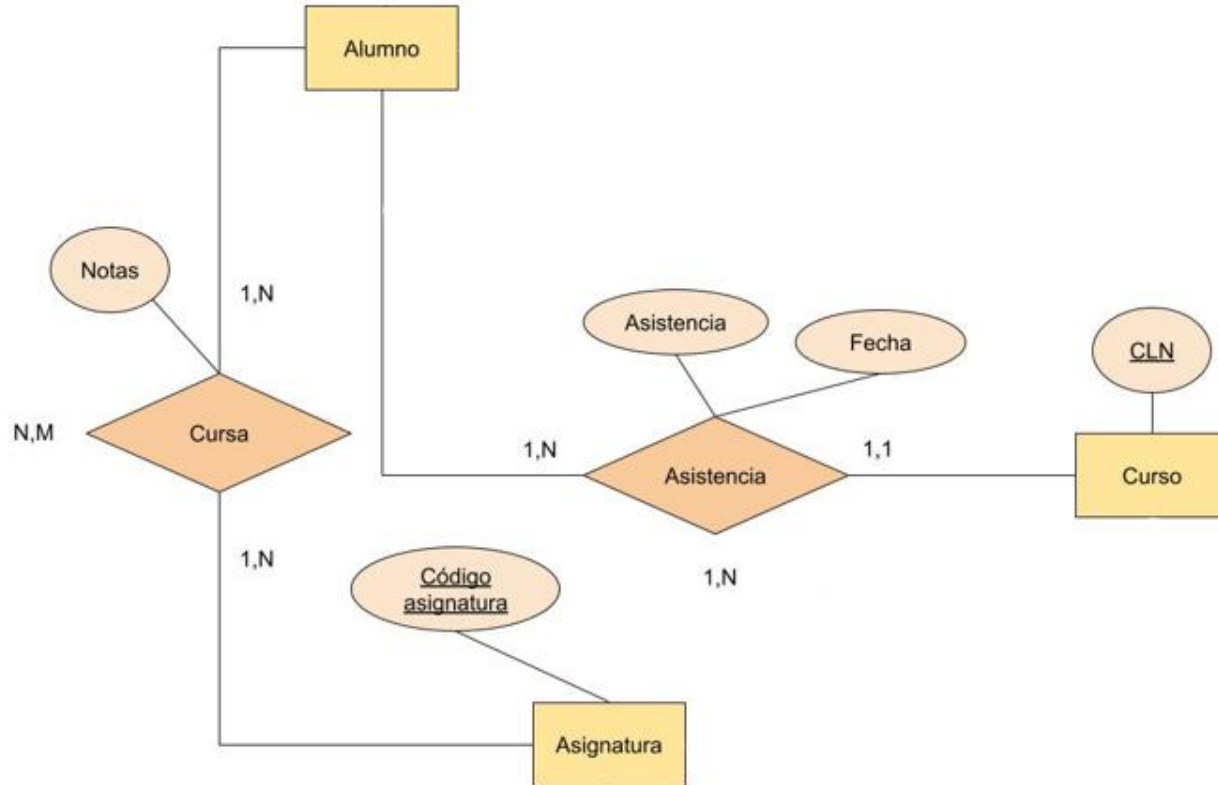 Alumno
Notas
1,N
Asistencia
Fecha
CLN
N,M
Cursa
1,N
Asistencia
1,1
Curso
1,N
Código
asignatura
1,N
Asignatura